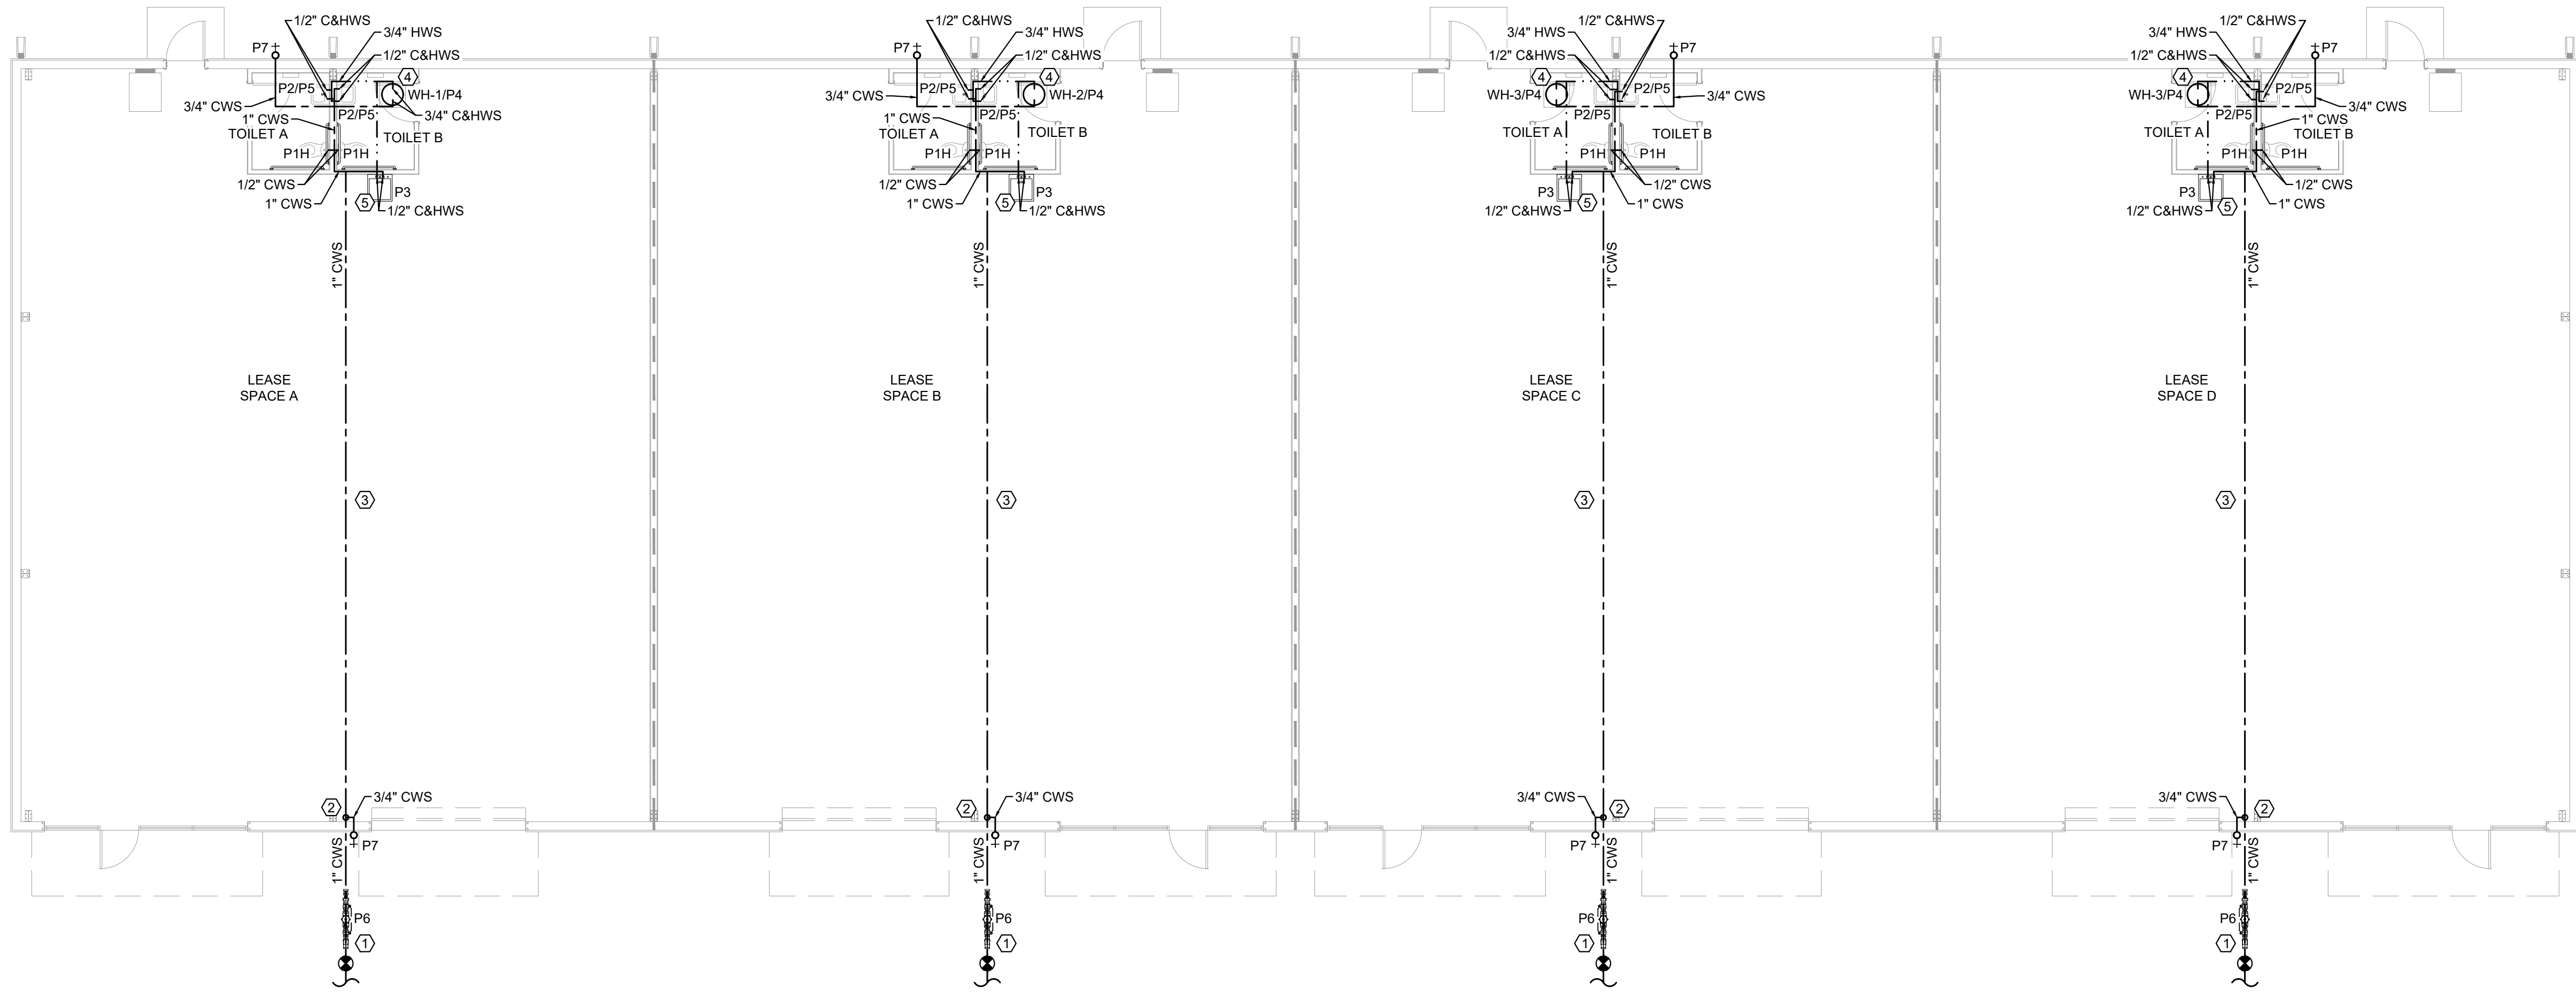 1/2" C&HWS
3/4" HWS
P7
1/2" C&HWS
4
P2/P5
WH-1/P4
3/4" CWS
3/4" C&HWS
P2/P5
1" CWS
TOILET A
TOILET B
P1H
P1H
1/2" CWS
P3
1" CWS
5
1/2" C&HWS
1" CWS
LEASE
SPACE A
3
2
3/4" CWS
P7
1" CWS
P6
1
1/2" C&HWS
3/4" HWS
P7
1/2" C&HWS
4
P2/P5
WH-2/P4
3/4" CWS
P2/P5
1" CWS
TOILET A
TOILET B
P1H
P1H
1/2" CWS
P3
1" CWS
5
1/2" C&HWS
1" CWS
LEASE
SPACE B
3
2
3/4" CWS
P7
1" CWS
P6
1
1/2" C&HWS
3/4" HWS
P7
1/2" C&HWS
4
P2/P5
WH-3/P4
3/4" CWS
P2/P5
TOILET A
TOILET B
P1H
P1H
1/2" CWS
P3
1" CWS
5
1/2" C&HWS
1" CWS
LEASE
SPACE C
3
3/4" CWS
2
P7
1" CWS
P6
1
1/2" C&HWS
3/4" HWS
P7
1/2" C&HWS
4
P2/P5
WH-3/P4
3/4" CWS
P2/P5
1" CWS
TOILET A
TOILET B
P1H
P1H
1/2" CWS
P3
1" CWS
5
1/2" C&HWS
1" CWS
LEASE
SPACE D
3
3/4" CWS
2
P7
1" CWS
P6
1